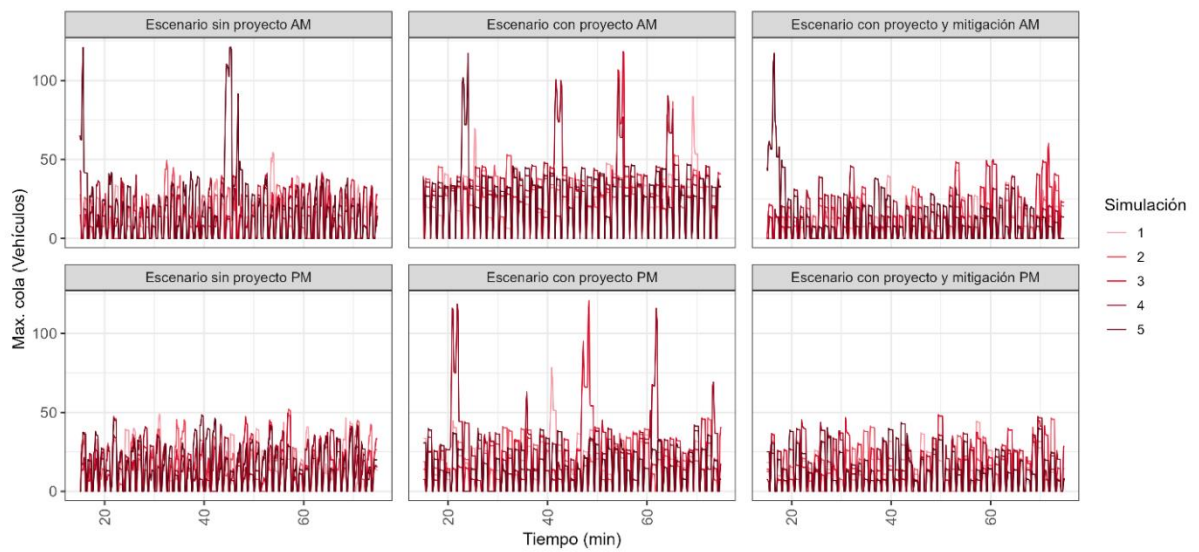 Escenario sin proyecto AM
Escenario con proyecto AM
Escenario con proyecto y mitigación AM
100
50
0
Escenario sin proyecto PM
Escenario con proyecto PM
Escenario con proyecto y mitigación PM
100
50
0
Max. cola (Vehículos)
20
40
60
20
40
60
20
40
60
Tiempo (min)
Simulación
1
2
3
4
5